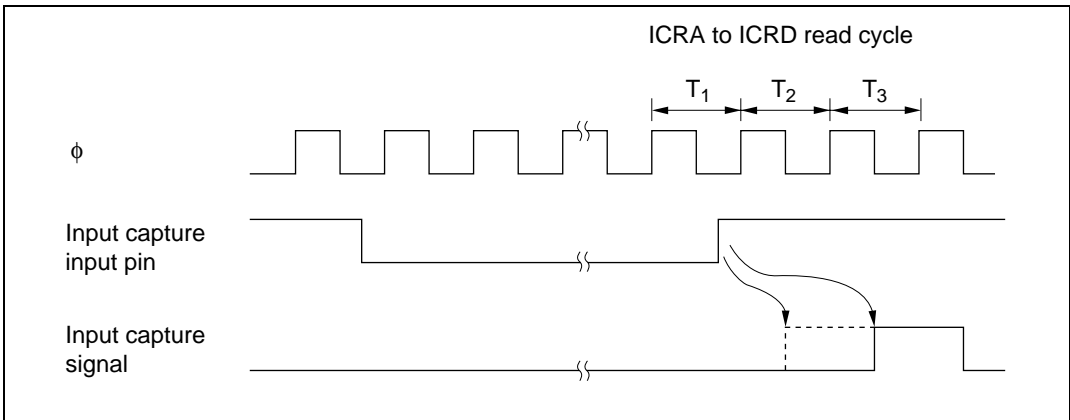 ICRA to ICRD read cycle
T1 T2 T3
ϕ
Input capture
input pin
Input capture
signal